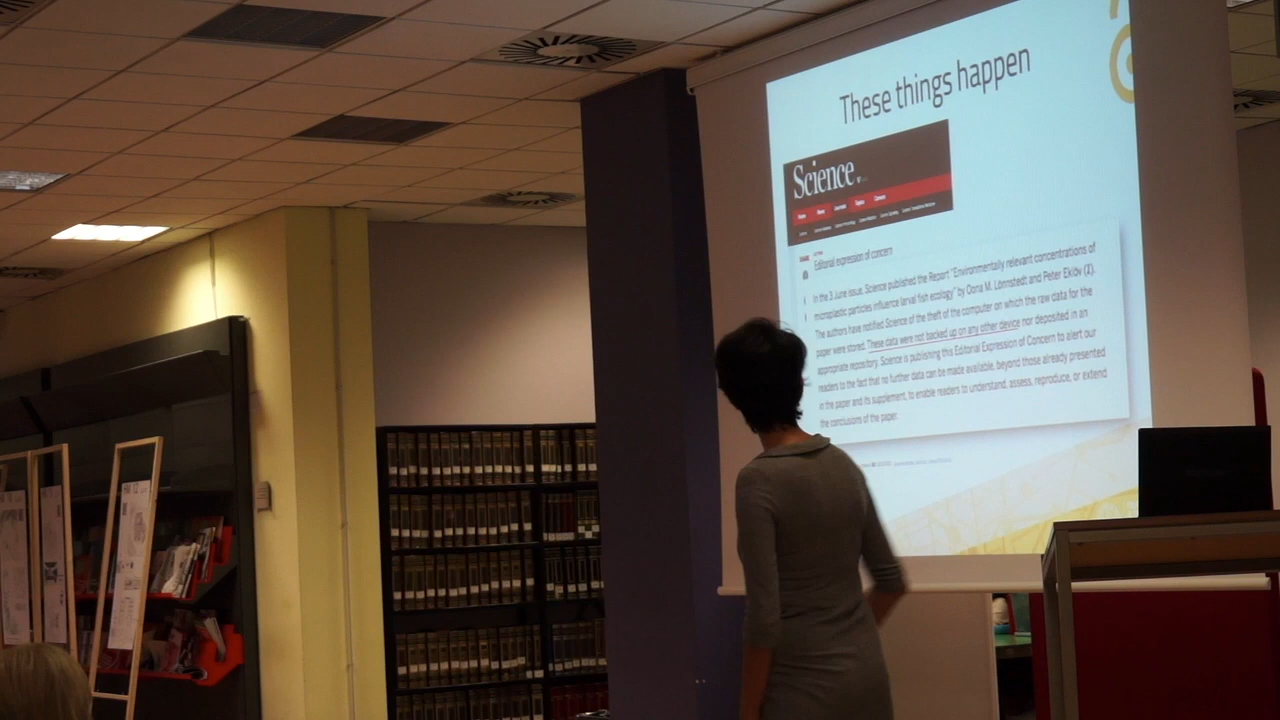 These things happen
Science
Home News Journals Topics Careers
SHARE
Editorial expression of concern
In the 3 June issue, Science published the Report "Environmentally relevant concentrations of
microplastic particles influence larval fish ecology" by Oona M. Lönnstedt and Peter Eklöv (1).
The authors have notified Science of the theft of the computer on which the raw data for the
paper were stored. These data were not backed up on any other device nor deposited in an
appropriate repository. Science is publishing this Editorial Expression of Concern to alert our
readers to the fact that no further data can be made available, beyond those already presented
in the paper and its supplement, to enable readers to understand, assess, reproduce, or extend
the conclusions of the paper.